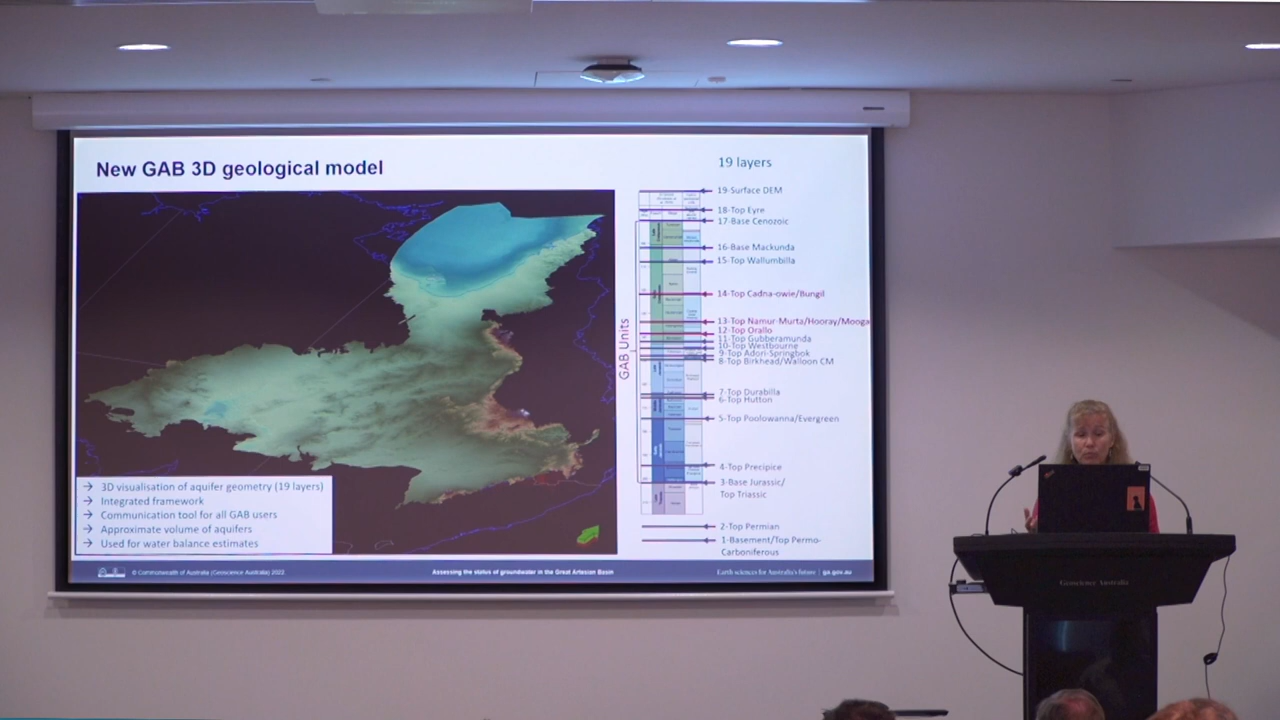 New GAB 3D geological model
19 layers
19-Surface DEM
18-Top Eyre
17-Base Cenozoic
16-Base Mackunda
15-Top Wallumbilla
14-Top Cadna-owie/Bungil
13-Top Namur-Murta/Hooray/Mooga
12-Top Orallo
11-Top Gubberamunda
10-Top Westbourne
9-Top Adori-Springbok
8-Top Birkhead/Walloon CM
7-Top Durabilla
6-Top Hutton
5-Top Poolowanna/Evergreen
4-Top Precipice
3-Base Jurassic/
Top Triassic
2-Top Permian
1-Basement/Top Permo-
Carboniferous
GAB Units
→ 3D visualisation of aquifer geometry (19 layers)
→ Integrated framework
→ Communication tool for all GAB users
→ Approximate volume of aquifers
→ Used for water balance estimates
© Commonwealth of Australia (Geoscience Australia) 2022
Assessing the status of groundwater in the Great Artesian Basin
Earth sciences for Australia's future | ga.gov.au
Geoscience Australia